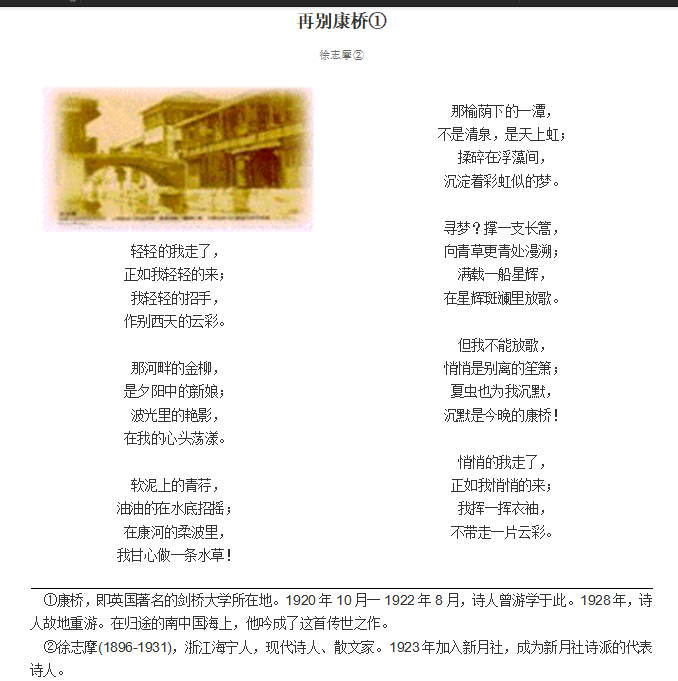 再别康桥①
徐志摩②
轻轻的我走了，
正如我轻轻的来；
我轻轻的招手，
作别西天的云彩。
那河畔的金柳，
是夕阳中的新娘；
波光里的艳影，
在我的心头荡漾。
软泥上的青荇，
油油的在水底招摇；
在康河的柔波里，
我甘心做一条水草！
那榆荫下的一潭，
不是清泉，是天上虹；
揉碎在浮藻间，
沉淀着彩虹似的梦。
寻梦？撑一支长篙，
向青草更青处漫溯；
满载一船星辉，
在星辉斑斓里放歌。
但我不能放歌，
悄悄是别离的笙箫；
夏虫也为我沉默，
沉默是今晚的康桥！
悄悄的我走了，
正如我悄悄的来；
我挥一挥衣袖，
不带走一片云彩。
①康桥，即英国著名的剑桥大学所在地。1920 年 10 月一 1922 年 8 月，诗人曾游学于此。1928年，诗
人故地重游。在归途的南中国海上，他吟成了这首传世之作。
②徐志摩(1896-1931)，浙江海宁人，现代诗人、散文家。1923年加入新月社，成为新月社诗派的代表
诗人。